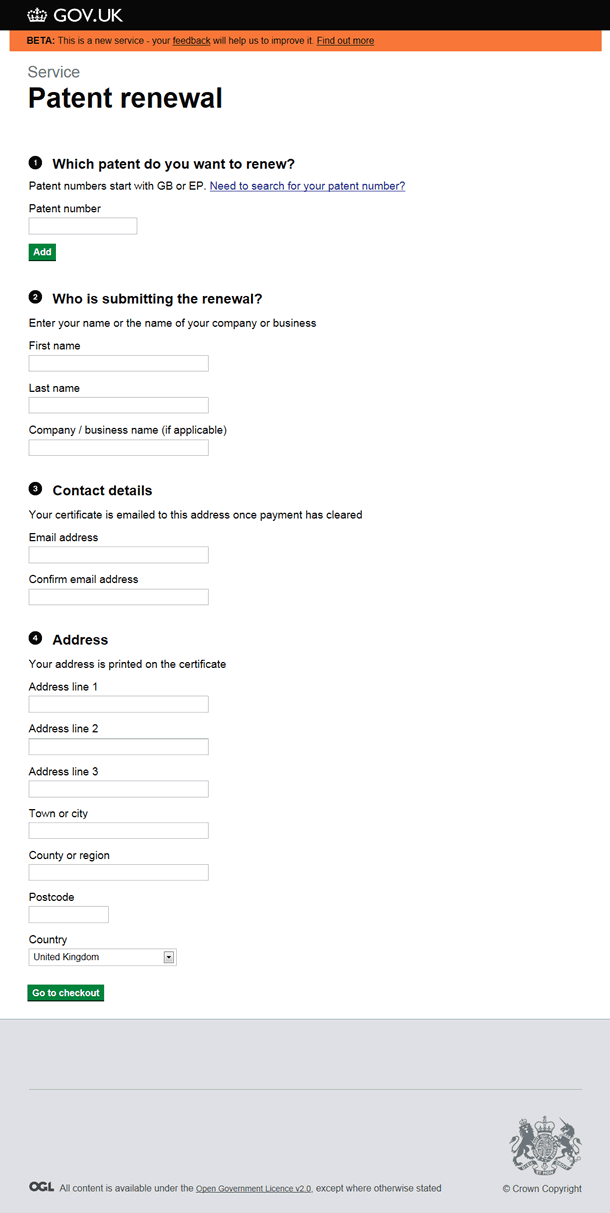 GOV.UK
BETA: This is a new service - your feedback will help us to improve it. Find out more
Service
Patent renewal
1 Which patent do you want to renew?
Patent numbers start with GB or EP. Need to search for your patent number?
Patent number
Add
2 Who is submitting the renewal?
Enter your name or the name of your company or business
First name
Last name
Company / business name (if applicable)
3 Contact details
Your certificate is emailed to this address once payment has cleared
Email address
Confirm email address
4 Address
Your address is printed on the certificate
Address line 1
Address line 2
Address line 3
Town or city
County or region
Postcode
Country
United Kingdom
Go to checkout
OGL All content is available under the Open Government Licence v2.0, except where otherwise stated
© Crown Copyright